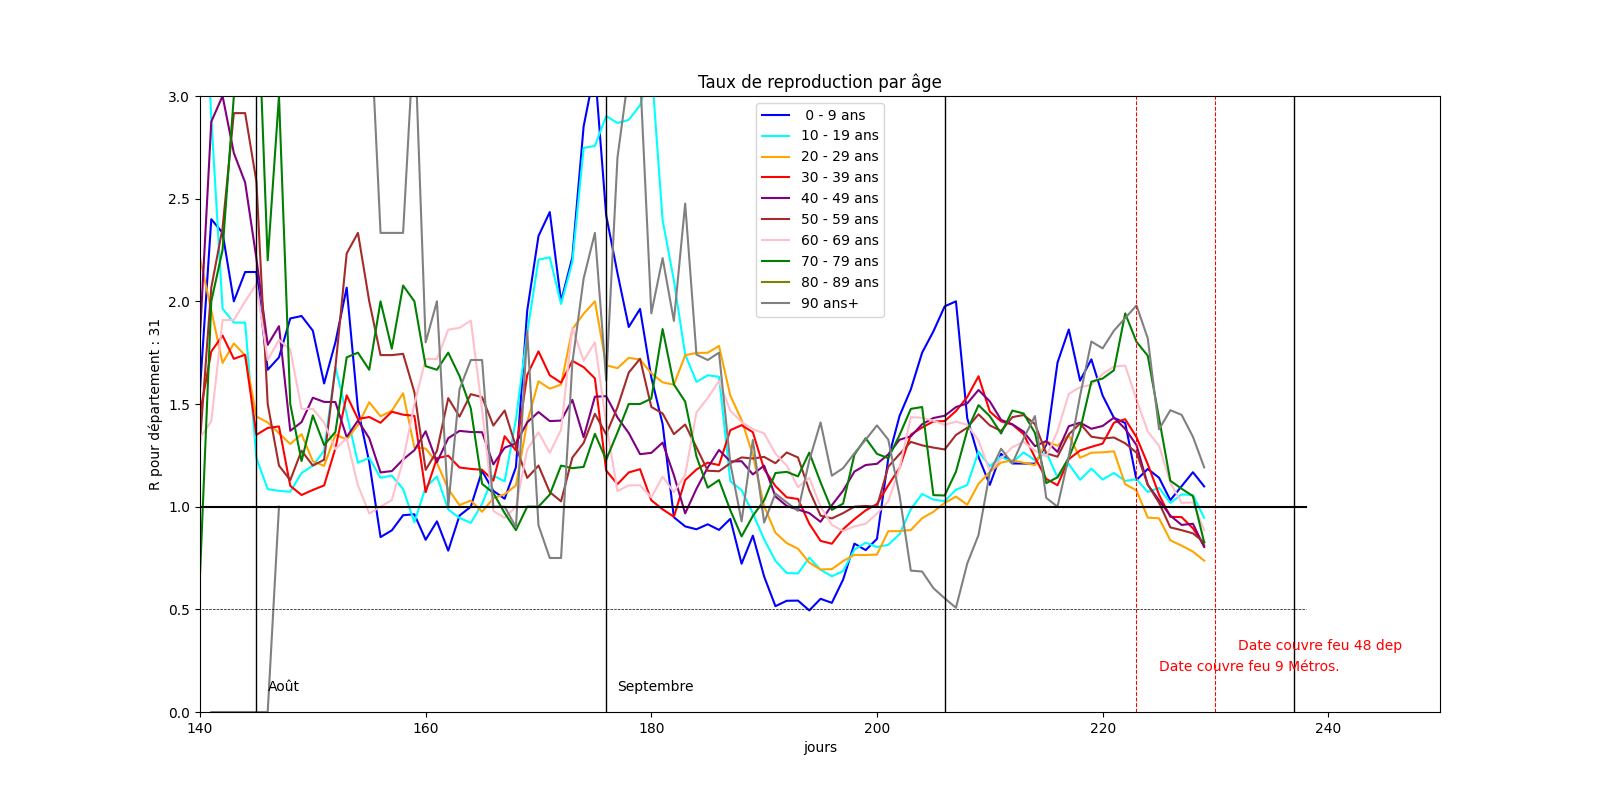 Taux de reproduction par âge
R pour département : 31
3.0
2.5
2.0
1.5
1.0
0.5
0.0
0 - 9 ans
10 - 19 ans
20 - 29 ans
30 - 39 ans
40 - 49 ans
50 - 59 ans
60 - 69 ans
70 - 79 ans
80 - 89 ans
90 ans+
Date couvre feu 48 dep
Date couvre feu 9 Métros.
Août
Septembre
140
160
180
200
220
240
jours